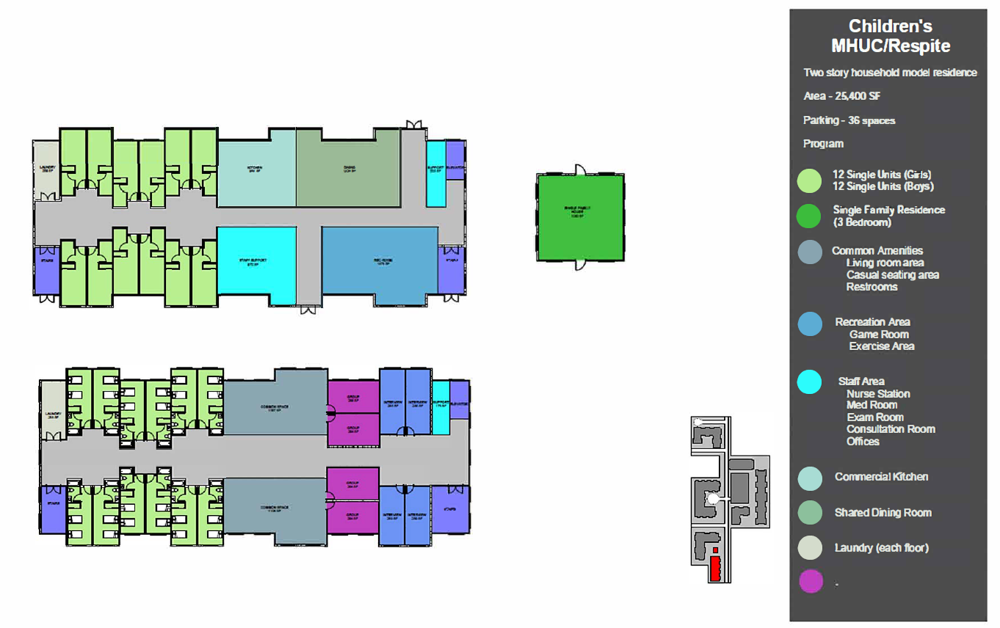 Children's
MHUC/Respite
Two story household model residence
Area - 25,400 SF
Parking - 36 spaces
Program
12 Single Units (Girls)
12 Single Units (Boys)
Single Family Residence
(3 Bedroom)
Common Amenities
Living room area
Casual seating area
Restrooms
Recreation Area
Game Room
Exercise Area
Staff Area
Nurse Station
Med Room
Exam Room
Consultation Room
Offices
Commercial Kitchen
Shared Dining Room
Laundry (each floor)
-
LAUNDRY
KITCHEN
DINING
SUPPORT
ELEVATOR
STAIRS
STAFF SUPPORT
REC ROOM
STAIRS
SINGLE FAMILY
HOUSE
LAUNDRY
COMMON SPACE
GROUP
GROUP
INTERVIEW
INTERVIEW
SUPPORT
ELEVATOR
STAIRS
COMMON SPACE
GROUP
GROUP
INTERVIEW
INTERVIEW
STAIRS